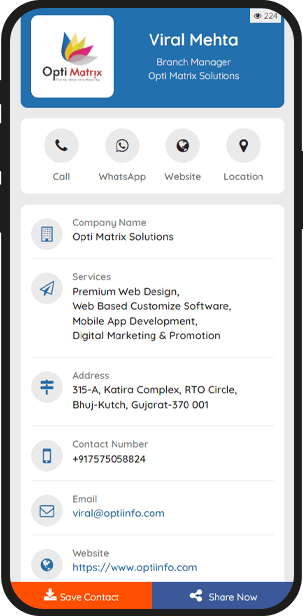 224
Opti Matrix
Viral Mehta
Branch Manager
Opti Matrix Solutions
Call
WhatsApp
Website
Location
Company Name
Opti Matrix Solutions
Services
Premium Web Design,
Web Based Customize Software,
Mobile App Development,
Digital Marketing & Promotion
Address
315-A, Katira Complex, RTO Circle,
Bhuj-Kutch, Gujarat-370 001
Contact Number
+917575058824
Email
viral@optiinfo.com
Website
https://www.optiinfo.com
Save Contact
Share Now